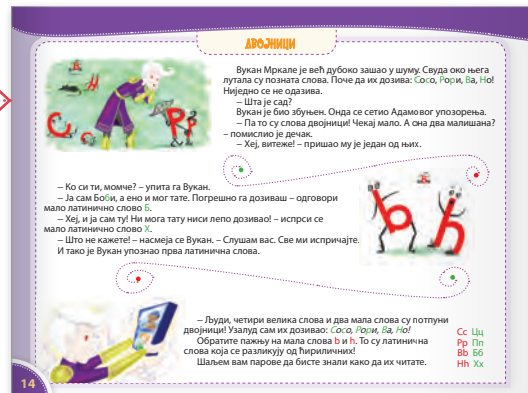 ДВОЈНИЦИ
Вукан Мркале је већ дубоко зашао у шуму. Свуда око њега
лутала су позната слова. Поче да их дозива: Сосо, Рори, Ва, Но!
Ниједно се не одазива.
– Шта је сад?
Вукан је био збуњен. Онда се сетио Адамовог упозорења.
– Па то су слова двојници! Чекај мало. А она два малишана?
– помислио је дечак.
– Хеј, витеже! – пришао му је један од њих.
Cc
Pp
– Ко си ти, момче? – упита га Вукан.
– Ја сам Боби, а ено и мог тате. Погрешно га дозиваш – одговори
мало латинично слово Б.
– Хеј, и ја сам ту! Ни мога тату ниси лепо дозивао! – испрси се
мало латинично слово Х.
– Што не кажете! – насмеја се Вукан. – Слушам вас. Све ми испричајте.
И тако је Вукан упознао прва латинична слова.
b h
– Људи, четири велика слова и два мала слова су потпуни
двојници! Узалуд сам их дозивао: Сосо, Рори, Ва, Но!
Обратите пажњу на мала слова b и h. То су латинична
слова која се разликују од ћириличних!
Шаљем вам парове да бисте знали како да их читате.
Cc Цц
Pp Пп
Bb Бб
Hh Хх
14